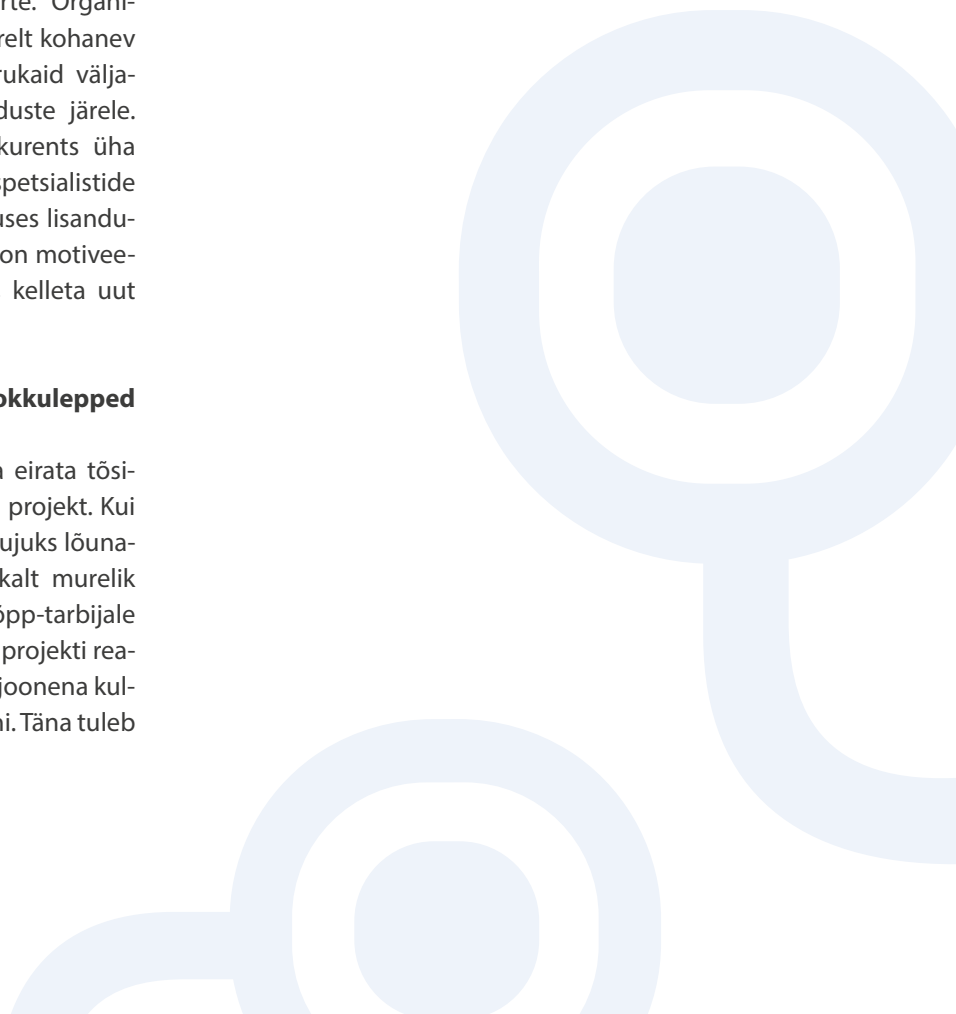 rte. Organi-
relt kohanev
rukaid välja-
duste järele.
kurents üha
spetsialistide
uses lisandu-
on motivee-
kelleta uut
okkulepped
a eirata tõsi-
projekt. Kui
ujuks lõuna-
kalt murelik
õpp-tarbijale
projekti rea-
joonena kul-
ni. Täna tuleb